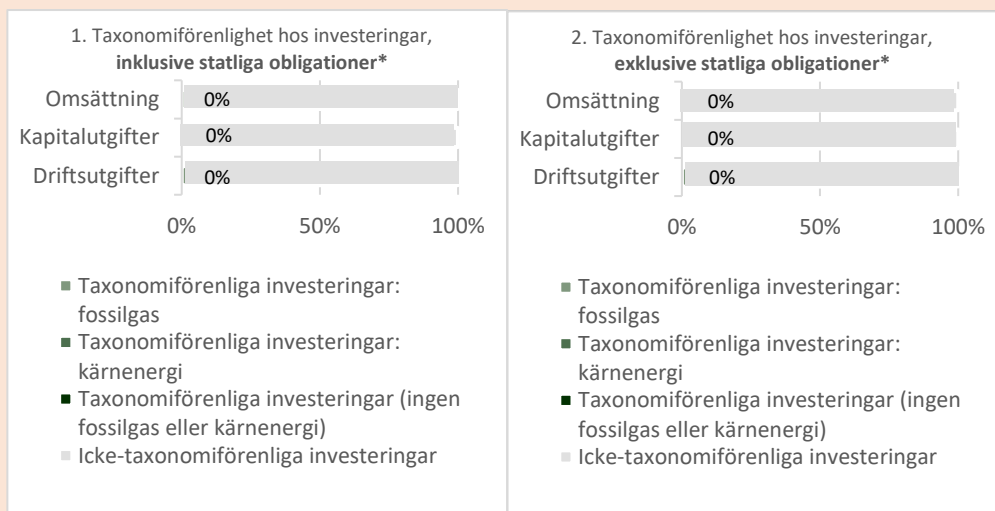 1. Taxonomiförenlighet hos investeringar,
inklusive statliga obligationer*
Omsättning
0%
Kapitalutgifter
0%
Driftsutgifter
0%
0%
50%
100%
Taxonomiförenliga investeringar:
fossilgas
Taxonomiförenliga investeringar:
kärnenergi
Taxonomiförenliga investeringar (ingen
fossilgas eller kärnenergi)
Icke-taxonomiförenliga investeringar
2. Taxonomiförenlighet hos investeringar,
exklusive statliga obligationer*
Omsättning
0%
Kapitalutgifter
0%
Driftsutgifter
0%
0%
50%
100%
Taxonomiförenliga investeringar:
fossilgas
Taxonomiförenliga investeringar:
kärnenergi
Taxonomiförenliga investeringar (ingen
fossilgas eller kärnenergi)
Icke-taxonomiförenliga investeringar